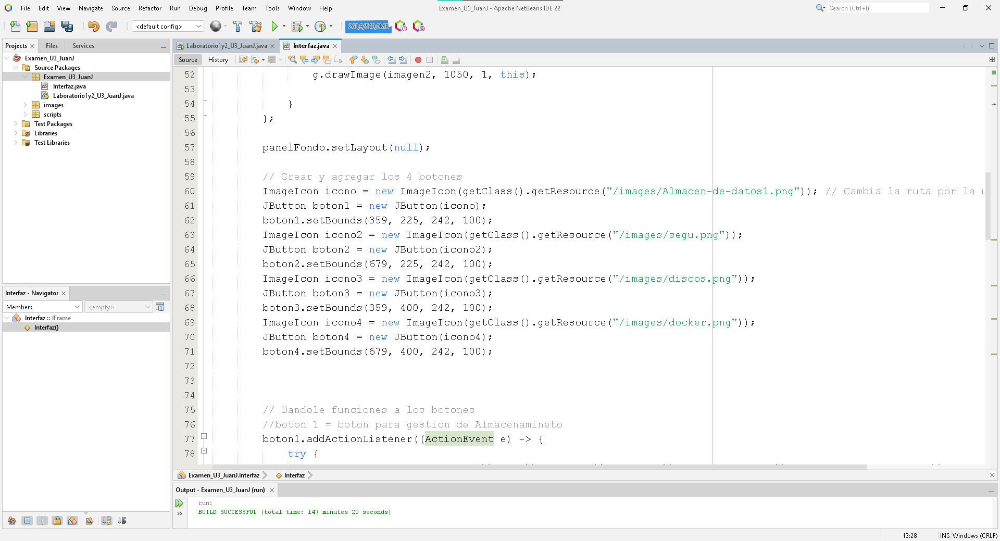 File Edit View Navigate Source Refactor Run Debug Profile Team Tools Window Help
Examen_U3_JuanJ - Apache NetBeans IDE 22
Search (Ctrl+I)
<default config>
263,9/540,0MB
Projects Files Services
Examen_U3_JuanJ
Source Packages
Examen_U3_JuanJ
Interfaz.java
Laboratorio1y2_U3_JuanJ.java
images
scripts
Test Packages
Libraries
Test Libraries
Interfaz - Navigator
Members <empty>
Interfaz :: JFrame
Interfaz()
Laboratorio1y2_U3_JuanJ.java Interfaz.java
Source History
52 g.drawImage(imagen2, 1050, 1, this);
53
54 }
55 };
56
57 panelFondo.setLayout(null);
58
59 // Crear y agregar los 4 botones
60 ImageIcon icono = new ImageIcon(getClass().getResource("/images/Almacen-de-datos1.png")); // Cambia la ruta por la u
61 JButton boton1 = new JButton(icono);
62 boton1.setBounds(359, 225, 242, 100);
63 ImageIcon icono2 = new ImageIcon(getClass().getResource("/images/segu.png"));
64 JButton boton2 = new JButton(icono2);
65 boton2.setBounds(679, 225, 242, 100);
66 ImageIcon icono3 = new ImageIcon(getClass().getResource("/images/discos.png"));
67 JButton boton3 = new JButton(icono3);
68 boton3.setBounds(359, 400, 242, 100);
69 ImageIcon icono4 = new ImageIcon(getClass().getResource("/images/docker.png"));
70 JButton boton4 = new JButton(icono4);
71 boton4.setBounds(679, 400, 242, 100);
72
73
74
75 // Dandole funciones a los botones
76 //boton 1 = boton para gestion de Almacenamineto
77 boton1.addActionListener((ActionEvent e) -> {
78 try {
Examen_U3_JuanJ.Interfaz Interfaz
Output - Examen_U3_JuanJ (run)
run:
BUILD SUCCESSFUL (total time: 147 minutes 20 seconds)
13:28 INS Windows (CRLF)